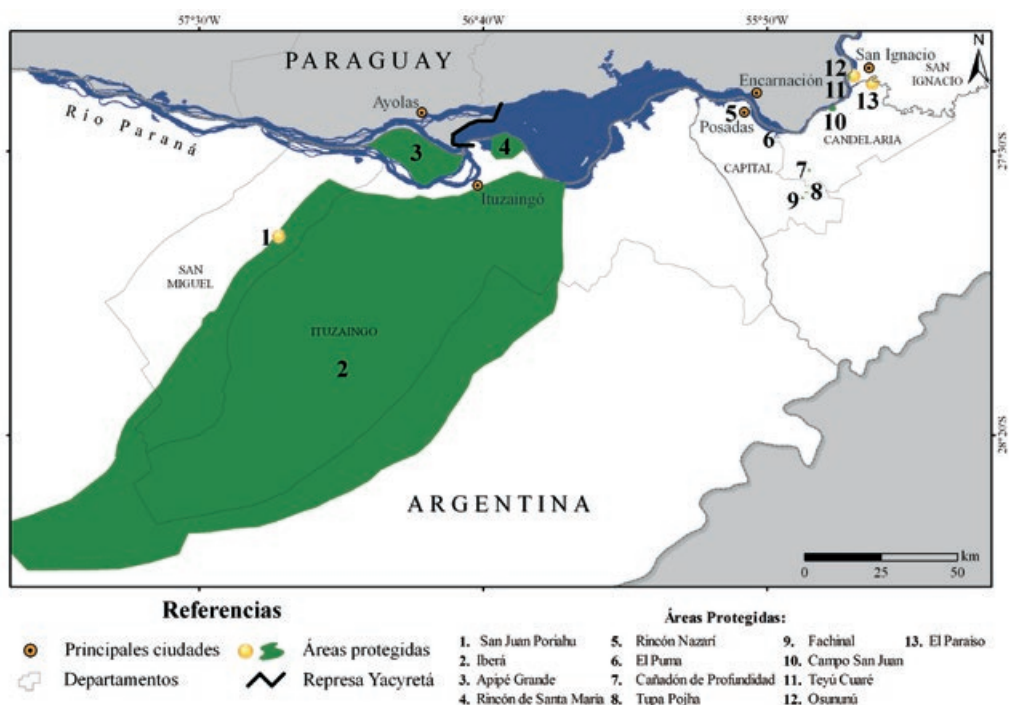 57°30'W 56°40'W 55°50'W
PARAGUAY
N
San Ignacio
SAN
IGNACIO
12
11
13
Encarnación
Ayolas
Río Paraná
5
Posadas
10
6
CANDELARIA
27°30'S
3
4
CAPITAL
7
8
9
Ituzaingó
1
SAN
MIGUEL
ITUZAINGO
2
28°20'S
ARGENTINA
km
0 25 50
Referencias
Principales ciudades
Áreas protegidas
Departamentos
Represa Yacyretá
Áreas Protegidas:
1. San Juan Poriahu 5. Rincón Nazarí 9. Fachinal 13. El Paraiso
2. Iberá 6. El Puma 10. Campo San Juan
3. Apipé Grande 7. Cañadón de Profundidad 11. Teyú Cuaré
4. Rincón de Santa Maria 8. Tupa Pojha 12. Osununú